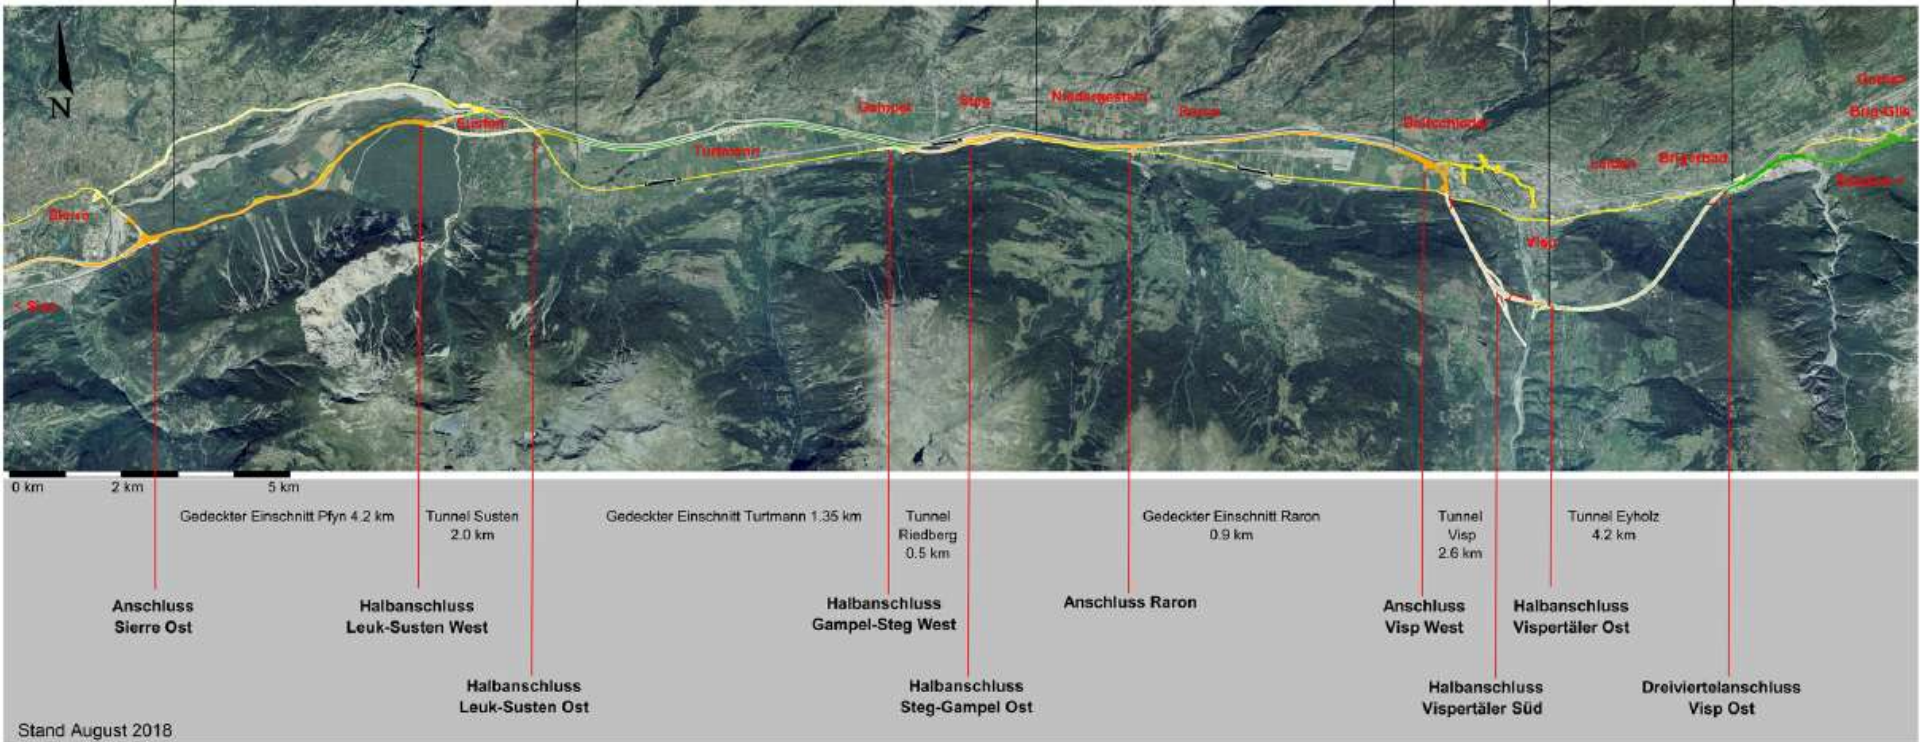 Gampel
Steg
Niedergesteln
Raron
Susten
Turtmann
Lalden
Brigerbad
Brig-Glis
Sierre
Visp
N
0 km
2 km
5 km
Gedeckter Einschnitt Pfyn 4.2 km
Tunnel Susten
2.0 km
Gedeckter Einschnitt Turtmann 1.35 km
Tunnel
Riedberg
0.5 km
Gedeckter Einschnitt Raron
0.9 km
Tunnel
Visp
2.6 km
Tunnel Eyholz
4.2 km
Anschluss
Sierre Ost
Halbanschluss
Leuk-Susten West
Halbanschluss
Gampel-Steg West
Anschluss Raron
Anschluss
Visp West
Halbanschluss
Vispertäler Ost
Halbanschluss
Leuk-Susten Ost
Halbanschluss
Steg-Gampel Ost
Halbanschluss
Vispertäler Süd
Dreiviertelanschluss
Visp Ost
Stand August 2018